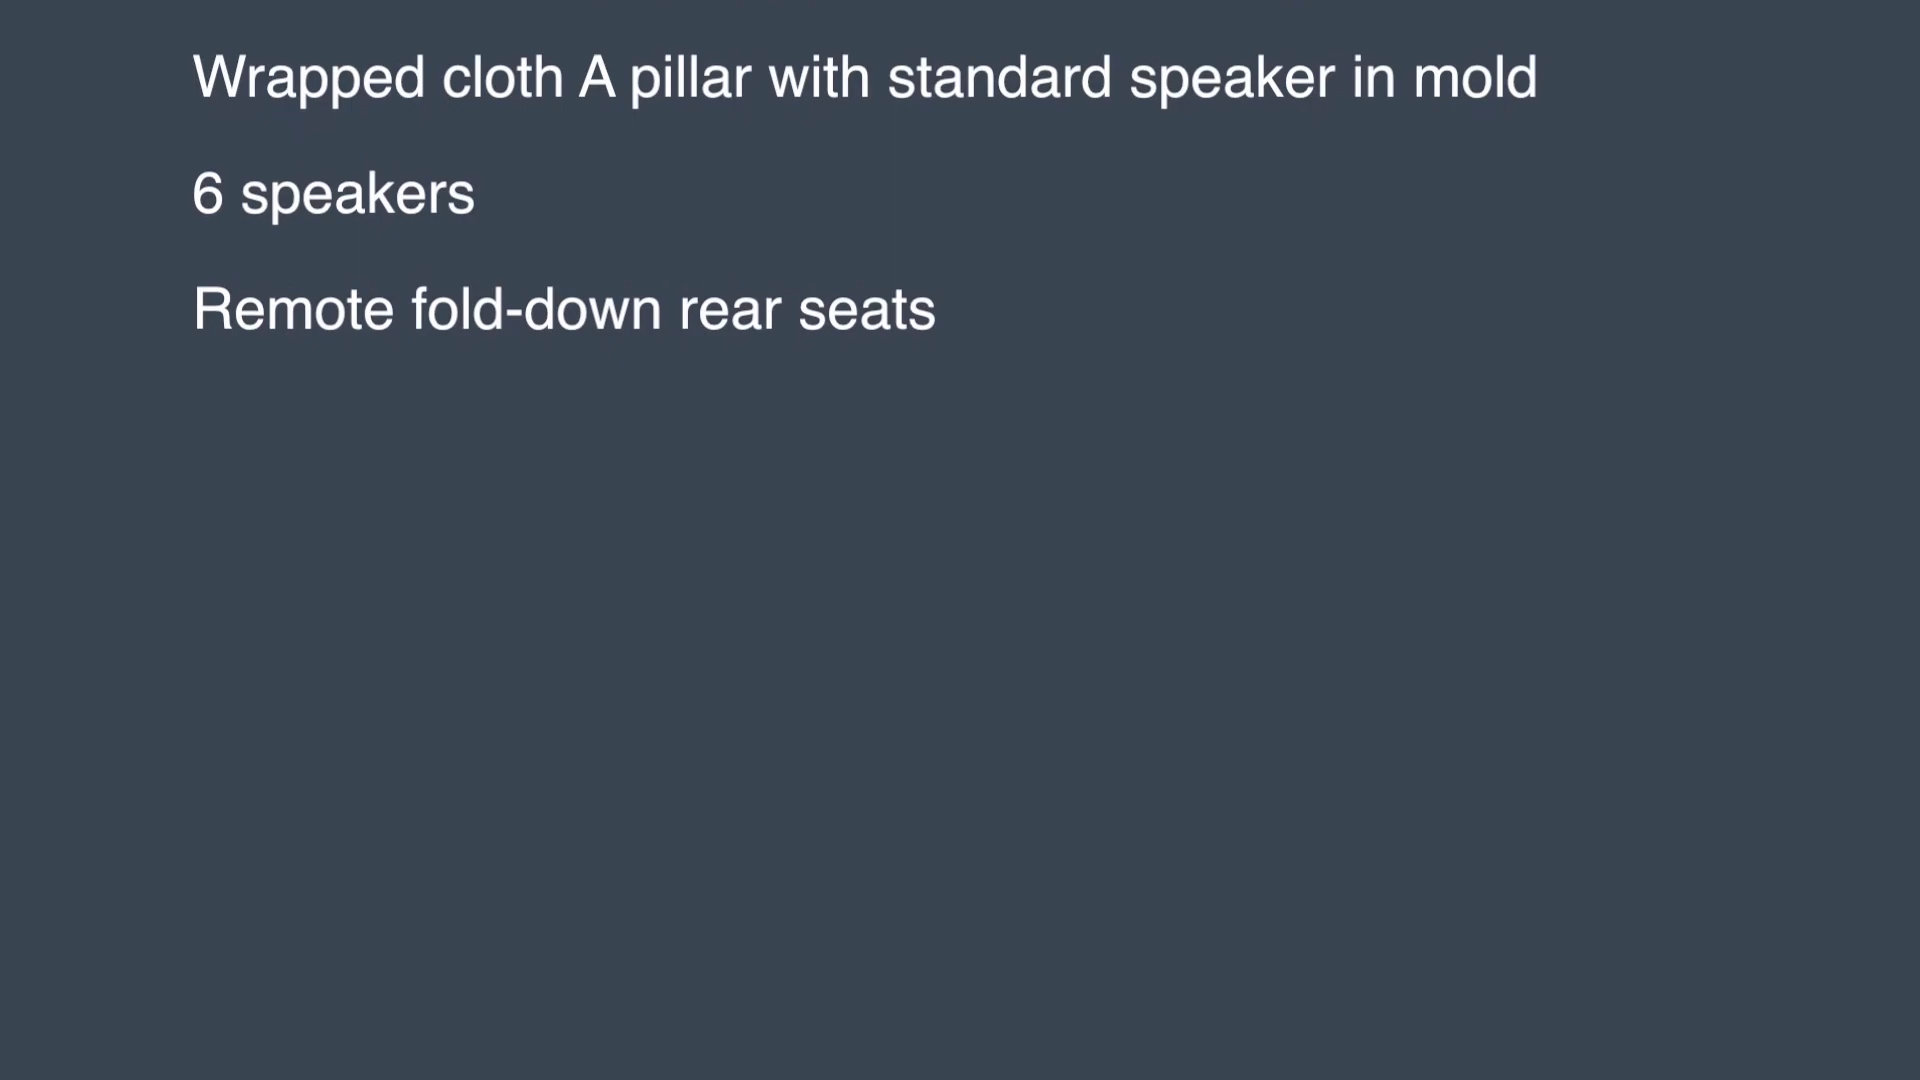 Wrapped cloth A pillar with standard speaker in mold
6 speakers
Remote fold-down rear seats